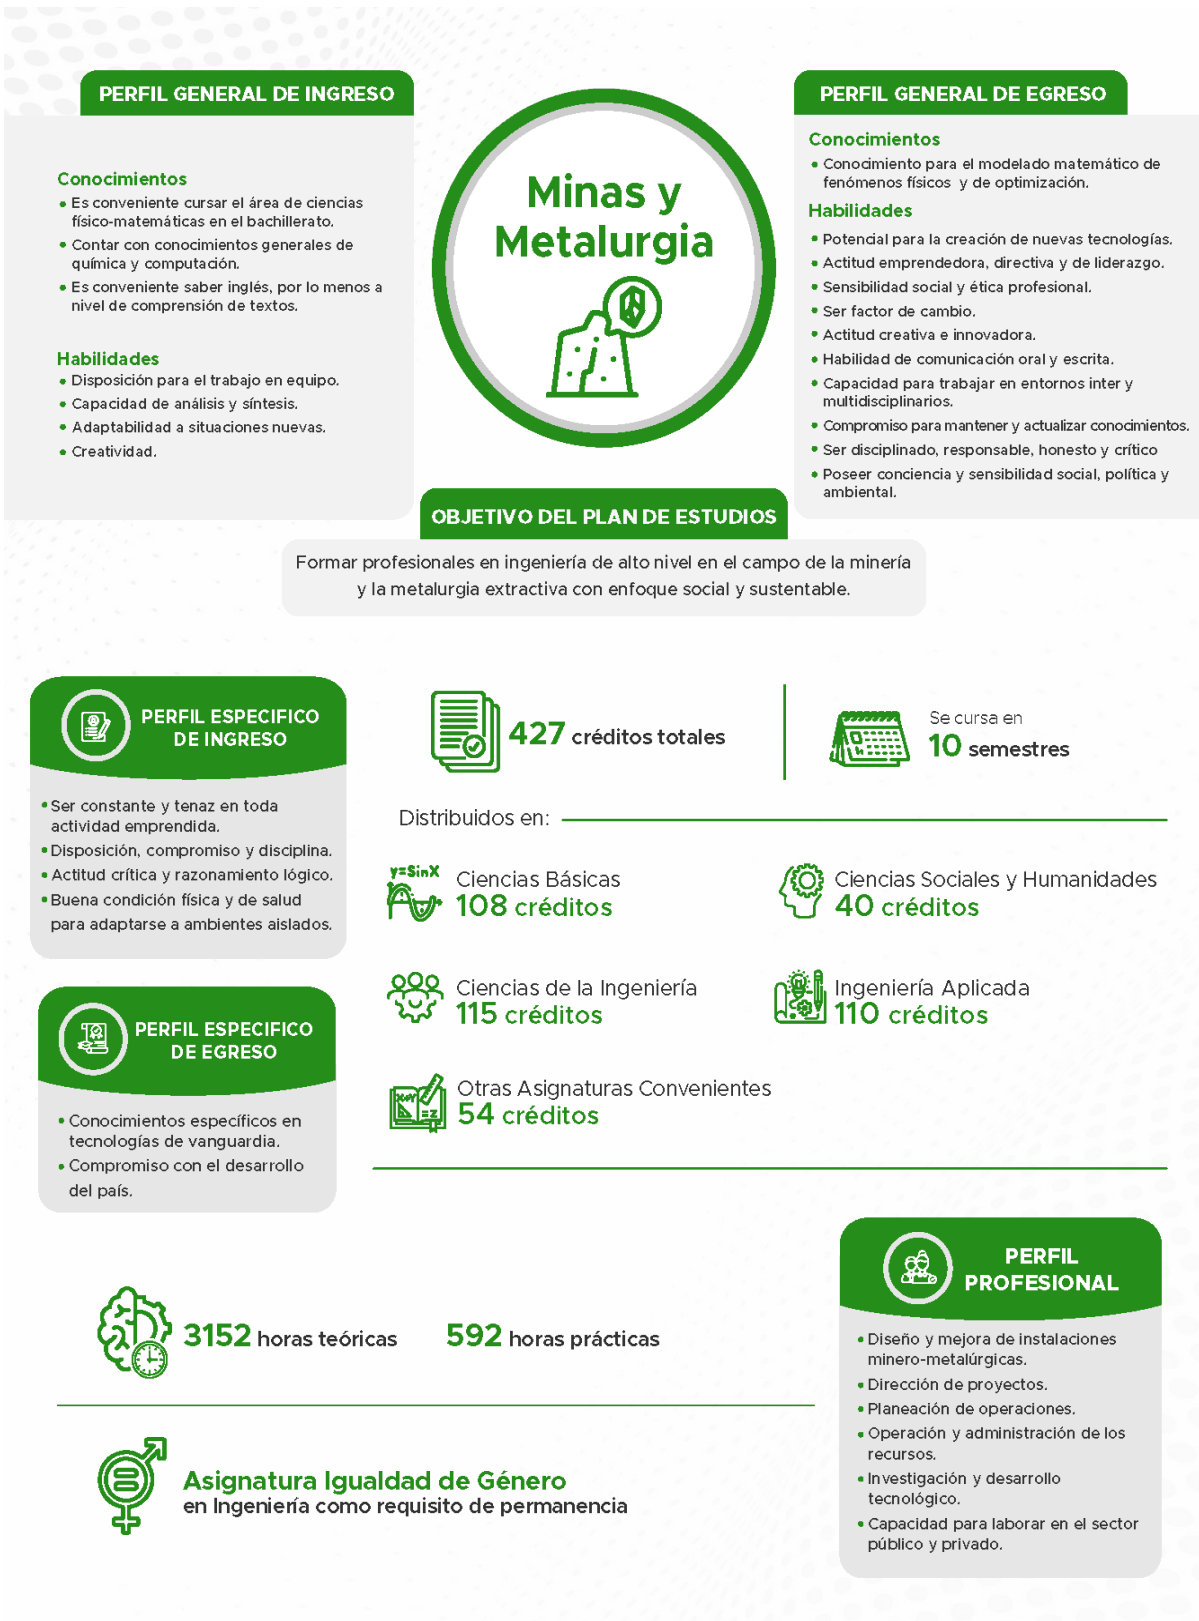 PERFIL GENERAL DE INGRESO
Conocimientos
• Es conveniente cursar el área de ciencias
físico-matemáticas en el bachillerato.
• Contar con conocimientos generales de
química y computación.
• Es conveniente saber inglés, por lo menos a
nivel de comprensión de textos.
Habilidades
• Disposición para el trabajo en equipo.
• Capacidad de análisis y síntesis.
• Adaptabilidad a situaciones nuevas.
• Creatividad.
Minas y
Metalurgia
PERFIL GENERAL DE EGRESO
Conocimientos
• Conocimiento para el modelado matemático de
fenómenos físicos y de optimización.
Habilidades
• Potencial para la creación de nuevas tecnologías.
• Actitud emprendedora, directiva y de liderazgo.
• Sensibilidad social y ética profesional.
• Ser factor de cambio.
• Actitud creativa e innovadora.
• Habilidad de comunicación oral y escrita.
• Capacidad para trabajar en entornos inter y
multidisciplinarios.
• Compromiso para mantener y actualizar conocimientos.
• Ser disciplinado, responsable, honesto y crítico
• Poseer conciencia y sensibilidad social, política y
ambiental.
OBJETIVO DEL PLAN DE ESTUDIOS
Formar profesionales en ingeniería de alto nivel en el campo de la minería
y la metalurgia extractiva con enfoque social y sustentable.
PERFIL ESPECIFICO
DE INGRESO
• Ser constante y tenaz en toda
actividad emprendida.
• Disposición, compromiso y disciplina.
• Actitud crítica y razonamiento lógico.
• Buena condición física y de salud
para adaptarse a ambientes aislados.
PERFIL ESPECIFICO
DE EGRESO
• Conocimientos específicos en
tecnologías de vanguardia.
• Compromiso con el desarrollo
del país.
427 créditos totales
Se cursa en
10 semestres
Distribuidos en:
y=SinX
Ciencias Básicas
108 créditos
Ciencias Sociales y Humanidades
40 créditos
Ciencias de la Ingeniería
115 créditos
Ingeniería Aplicada
110 créditos
X+Y
=Z
Otras Asignaturas Convenientes
54 créditos
3152 horas teóricas
592 horas prácticas
Asignatura Igualdad de Género
en Ingeniería como requisito de permanencia
PERFIL
PROFESIONAL
• Diseño y mejora de instalaciones
minero-metalúrgicas.
• Dirección de proyectos.
• Planeación de operaciones.
• Operación y administración de los
recursos.
• Investigación y desarrollo
tecnológico.
• Capacidad para laborar en el sector
público y privado.